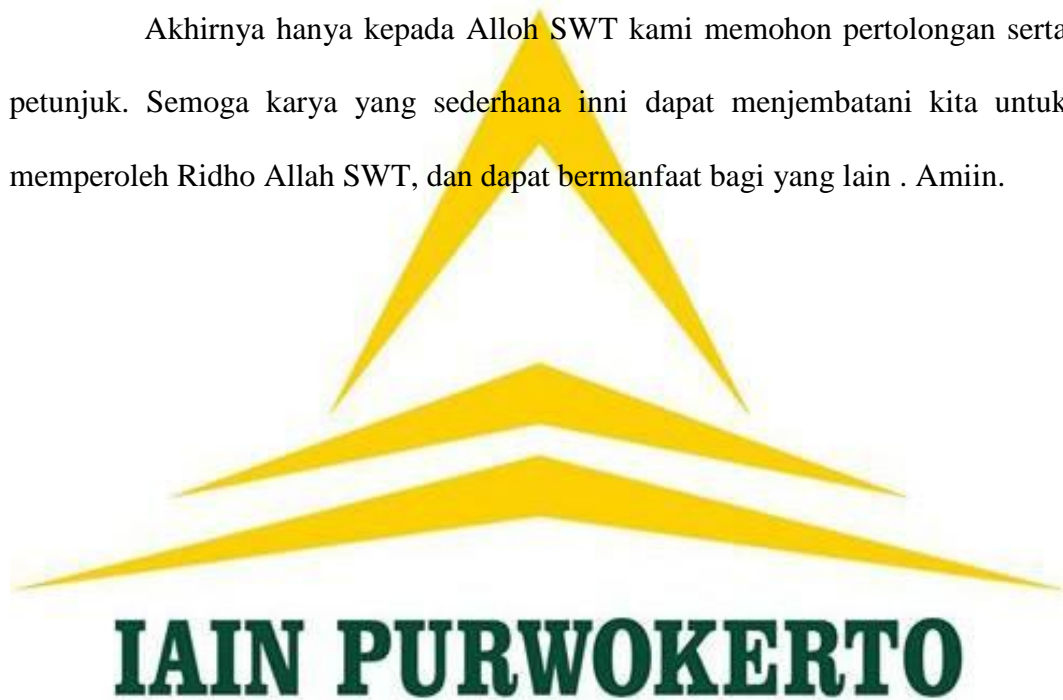 Akhirnya hanya kepada Alloh SWT kami memohon pertolongan serta
petunjuk. Semoga karya yang sederhana inni dapat menjembatani kita untuk
memperoleh Ridho Allah SWT, dan dapat bermanfaat bagi yang lain . Amiin.
IAIN PURWOKERTO